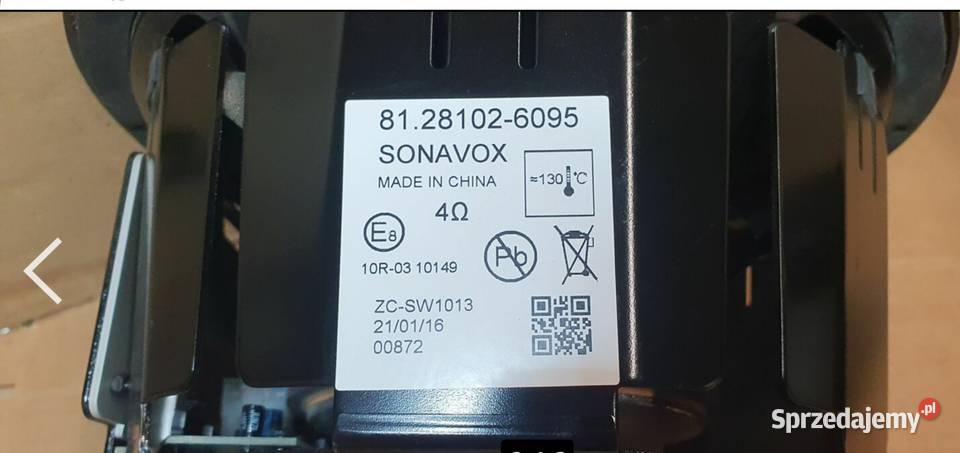 81.28102-6095
SONAVOX
MADE IN CHINA
≈130 °C
4Ω
E8
Pb
10R-03 10149
ZC-SW1013
21/01/16
00872
Sprzedajemy.pl